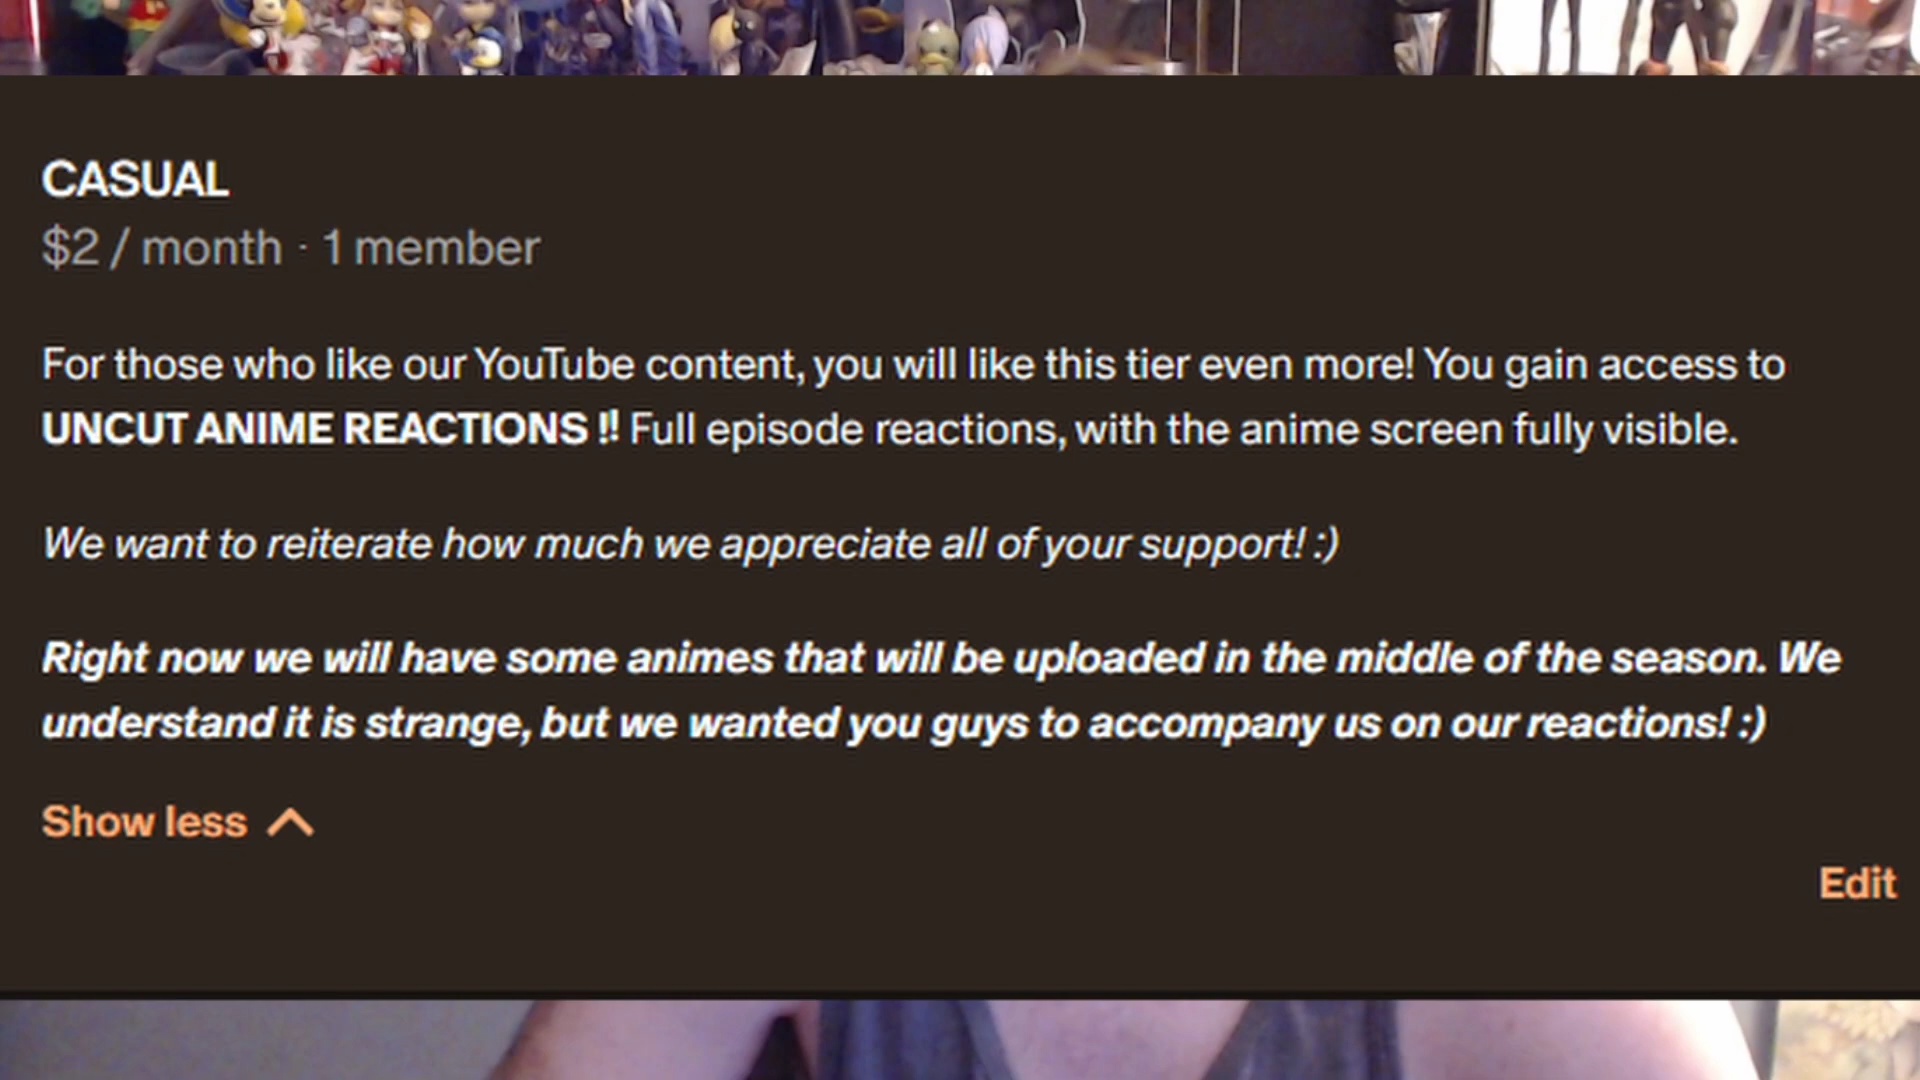 CASUAL
$2 / month · 1 member
For those who like our YouTube content, you will like this tier even more! You gain access to
UNCUT ANIME REACTIONS !! Full episode reactions, with the anime screen fully visible.
We want to reiterate how much we appreciate all of your support! :)
Right now we will have some animes that will be uploaded in the middle of the season. We
understand it is strange, but we wanted you guys to accompany us on our reactions! :)
Show less
Edit